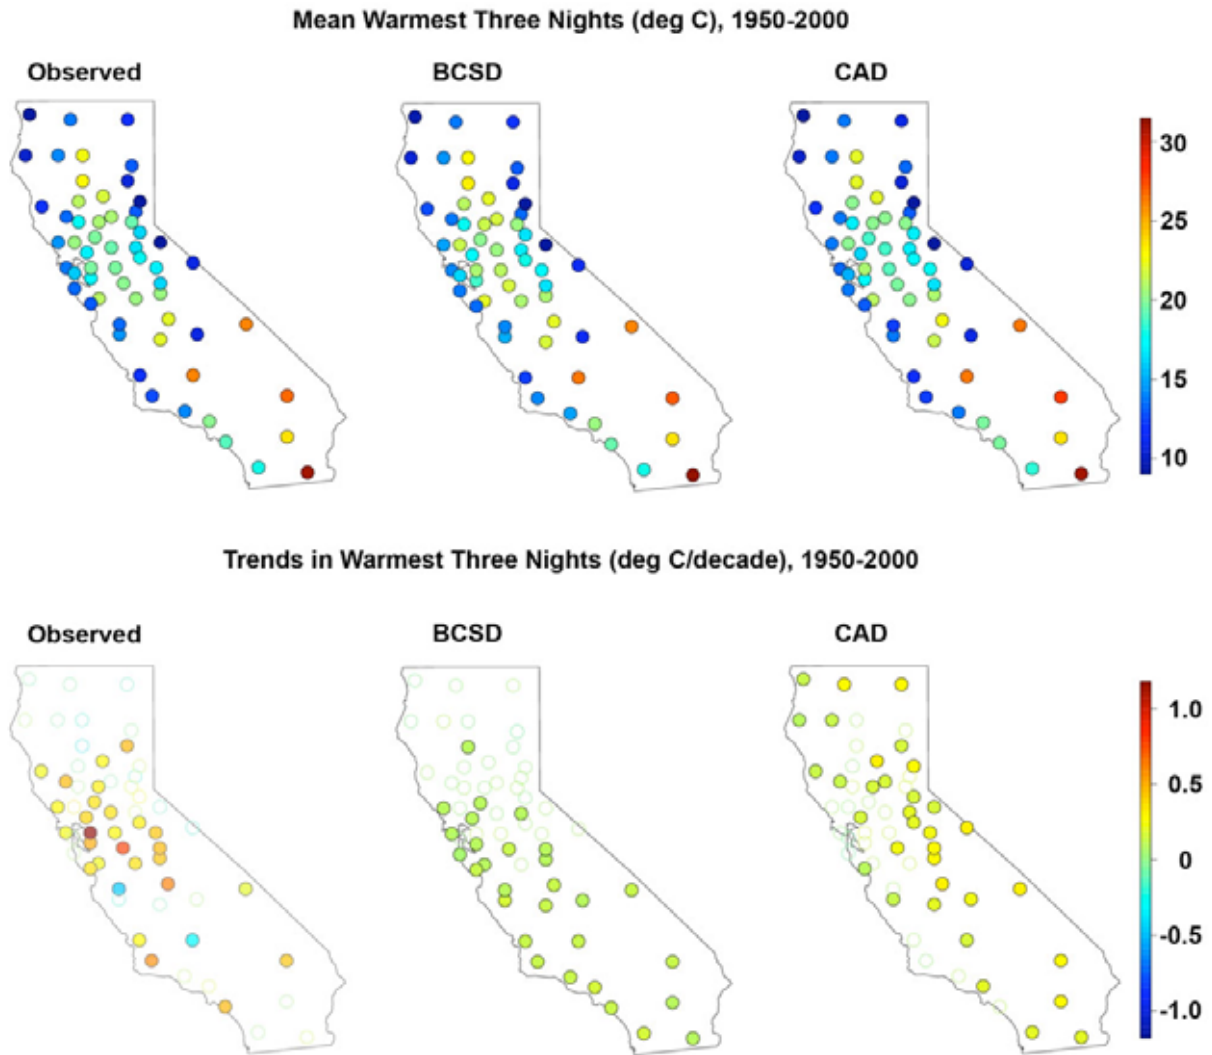 Mean Warmest Three Nights (deg C), 1950-2000
Observed BCSD CAD
30
25
20
15
10
Trends in Warmest Three Nights (deg C/decade), 1950-2000
Observed BCSD CAD
1.0
0.5
0
-0.5
-1.0